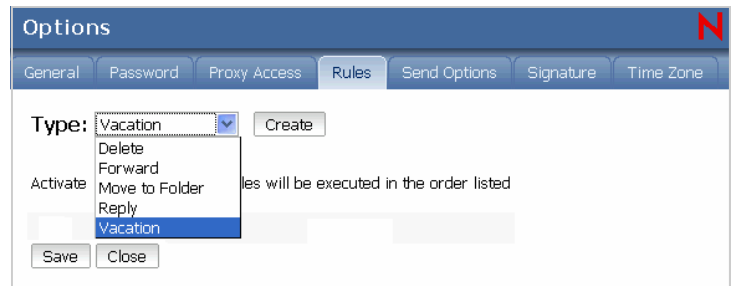 Options N
General Password Proxy Access Rules Send Options Signature Time Zone
Type: Vacation Create
Delete
Forward
Activate Move to Folder les will be executed in the order listed
Reply
Vacation
Save Close